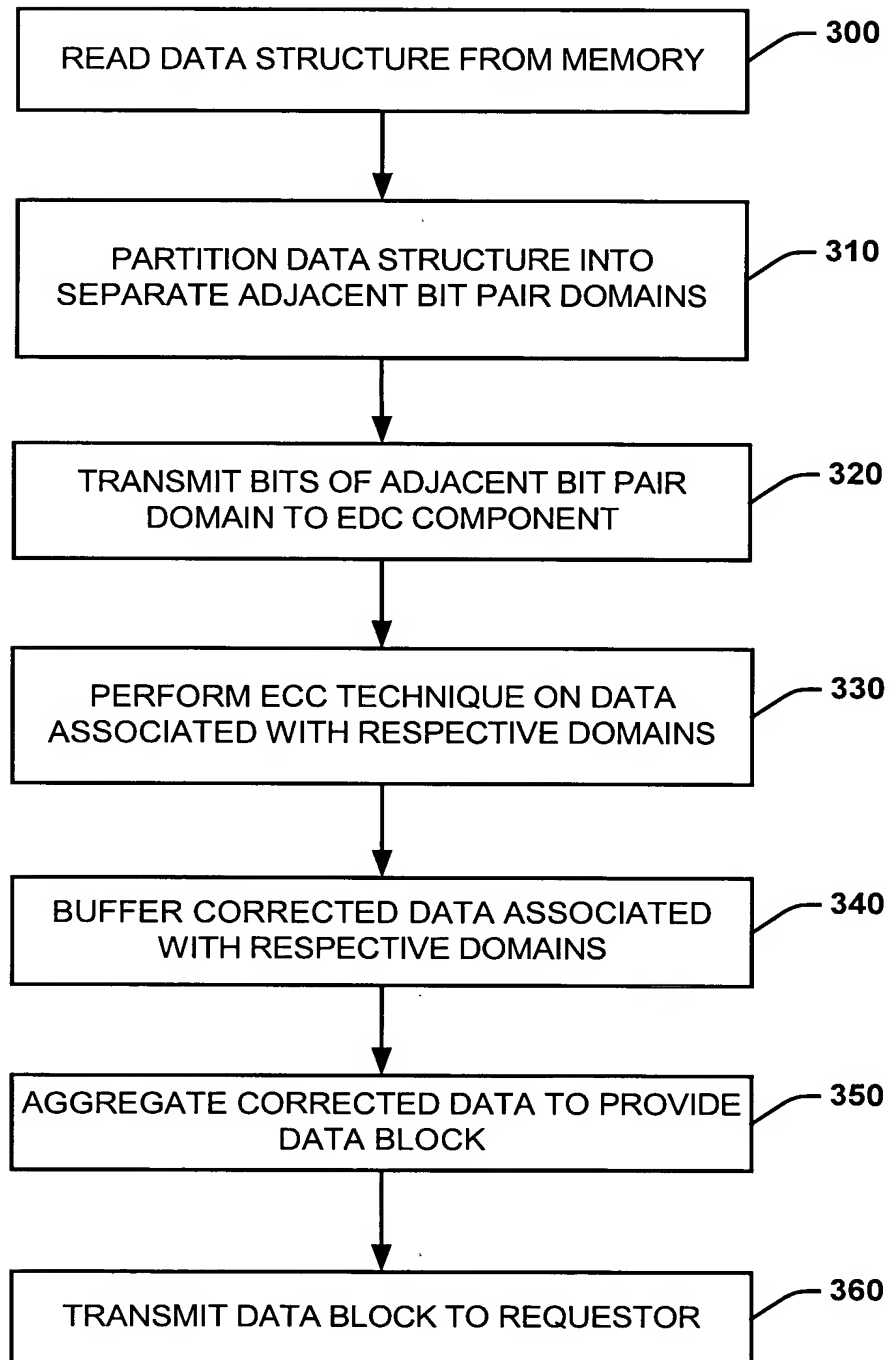 READ DATA STRUCTURE FROM MEMORY
300
PARTITION DATA STRUCTURE INTO
SEPARATE ADJACENT BIT PAIR DOMAINS
310
TRANSMIT BITS OF ADJACENT BIT PAIR
DOMAIN TO EDC COMPONENT
320
PERFORM ECC TECHNIQUE ON DATA
ASSOCIATED WITH RESPECTIVE DOMAINS
330
BUFFER CORRECTED DATA ASSOCIATED
WITH RESPECTIVE DOMAINS
340
AGGREGATE CORRECTED DATA TO PROVIDE
DATA BLOCK
350
TRANSMIT DATA BLOCK TO REQUESTOR
360